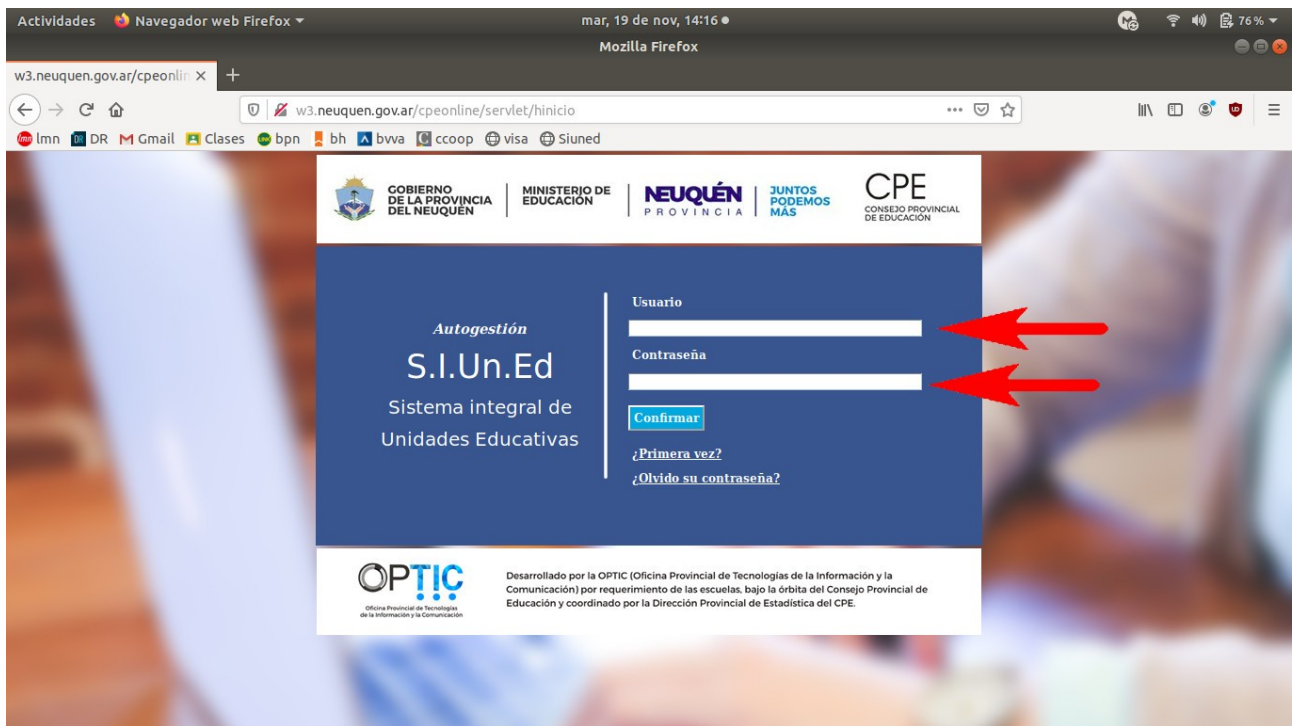 Actividades Navegador web Firefox mar, 19 de nov, 14:16 76 %
Mozilla Firefox
w3.neuquen.gov.ar/cpeonlin
w3.neuquen.gov.ar/cpeonline/servlet/hinicio
lmn DR Gmail Clases bpn bh bvva ccoop visa Siuned
GOBIERNO
DE LA PROVINCIA
DEL NEUQUÉN
MINISTERIO DE
EDUCACIÓN
NEUQUÉN
PROVINCIA
JUNTOS
PODEMOS
MÁS
CPE
CONSEJO PROVINCIAL
DE EDUCACIÓN
Autogestión
S.I.Un.Ed
Sistema integral de
Unidades Educativas
Usuario
Contraseña
Confirmar
¿Primera vez?
¿Olvido su contraseña?
OPTIC
Oficina Provincial de Tecnologías
de la Información y la Comunicación
Desarrollado por la OPTIC (Oficina Provincial de Tecnologías de la Información y la
Comunicación) por requerimiento de las escuelas, bajo la órbita del Consejo Provincial de
Educación y coordinado por la Dirección Provincial de Estadística del CPE.